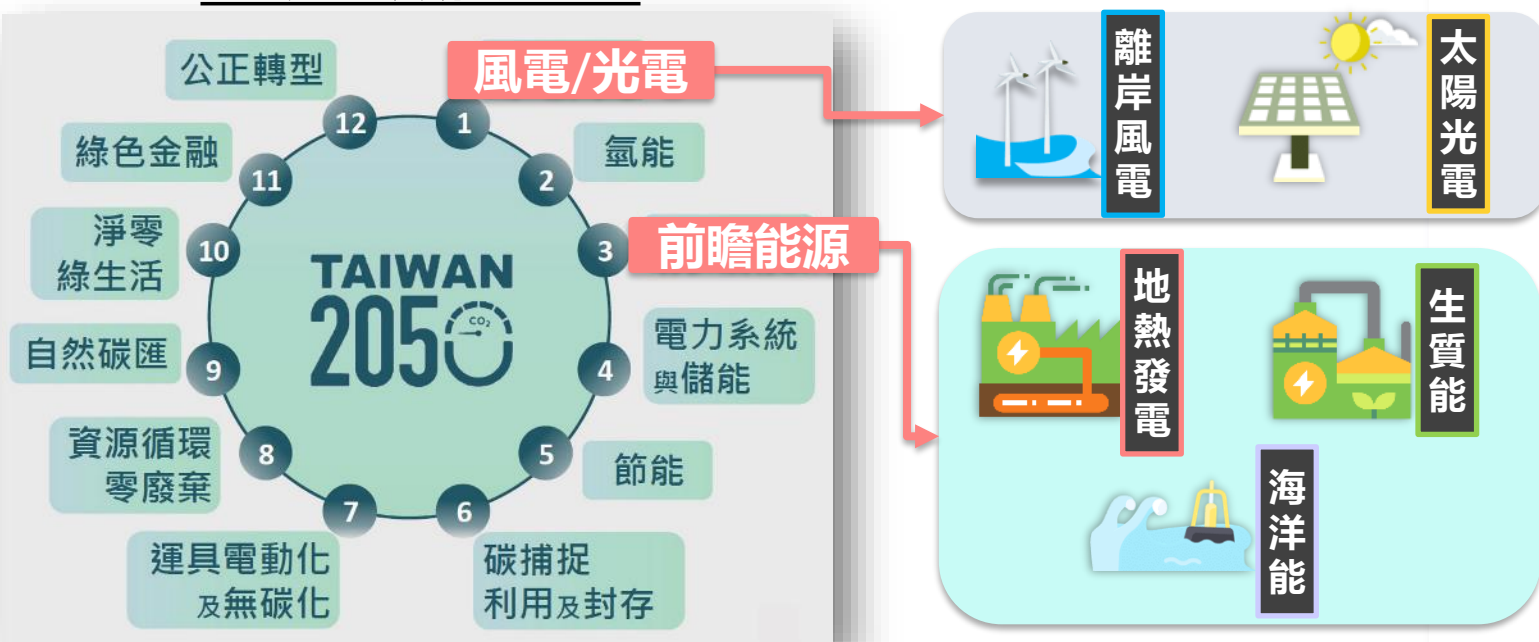 公正轉型
12
風電/光電
1
綠色金融
11
氫能
2
淨零
綠生活
10
前瞻能源
3
TAIWAN
2050
CO₂
自然碳匯
9
電力系統
與儲能
4
資源循環
零廢棄
8
節能
5
運具電動化
及無碳化
7
碳捕捉
利用及封存
6
離岸風電
太陽光電
地熱發電
生質能
海洋能